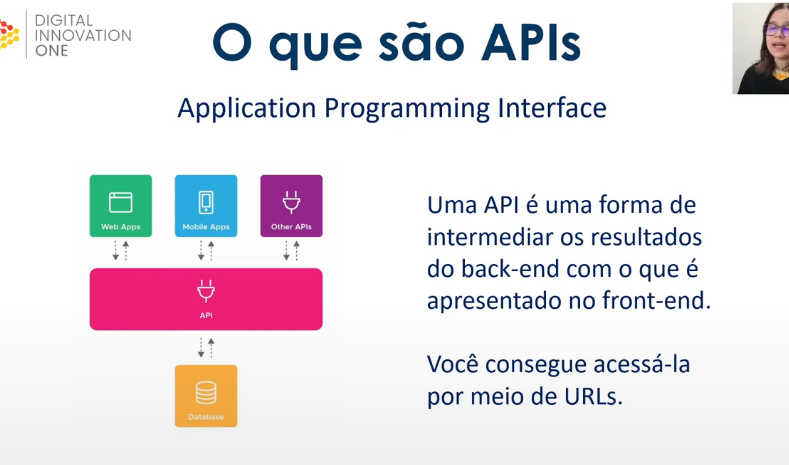 DIGITAL
INNOVATION
ONE
O que são APIs
Application Programming Interface
Web Apps
Mobile Apps
Other APIs
API
Database
Uma API é uma forma de
intermediar os resultados
do back-end com o que é
apresentado no front-end.
Você consegue acessá-la
por meio de URLs.